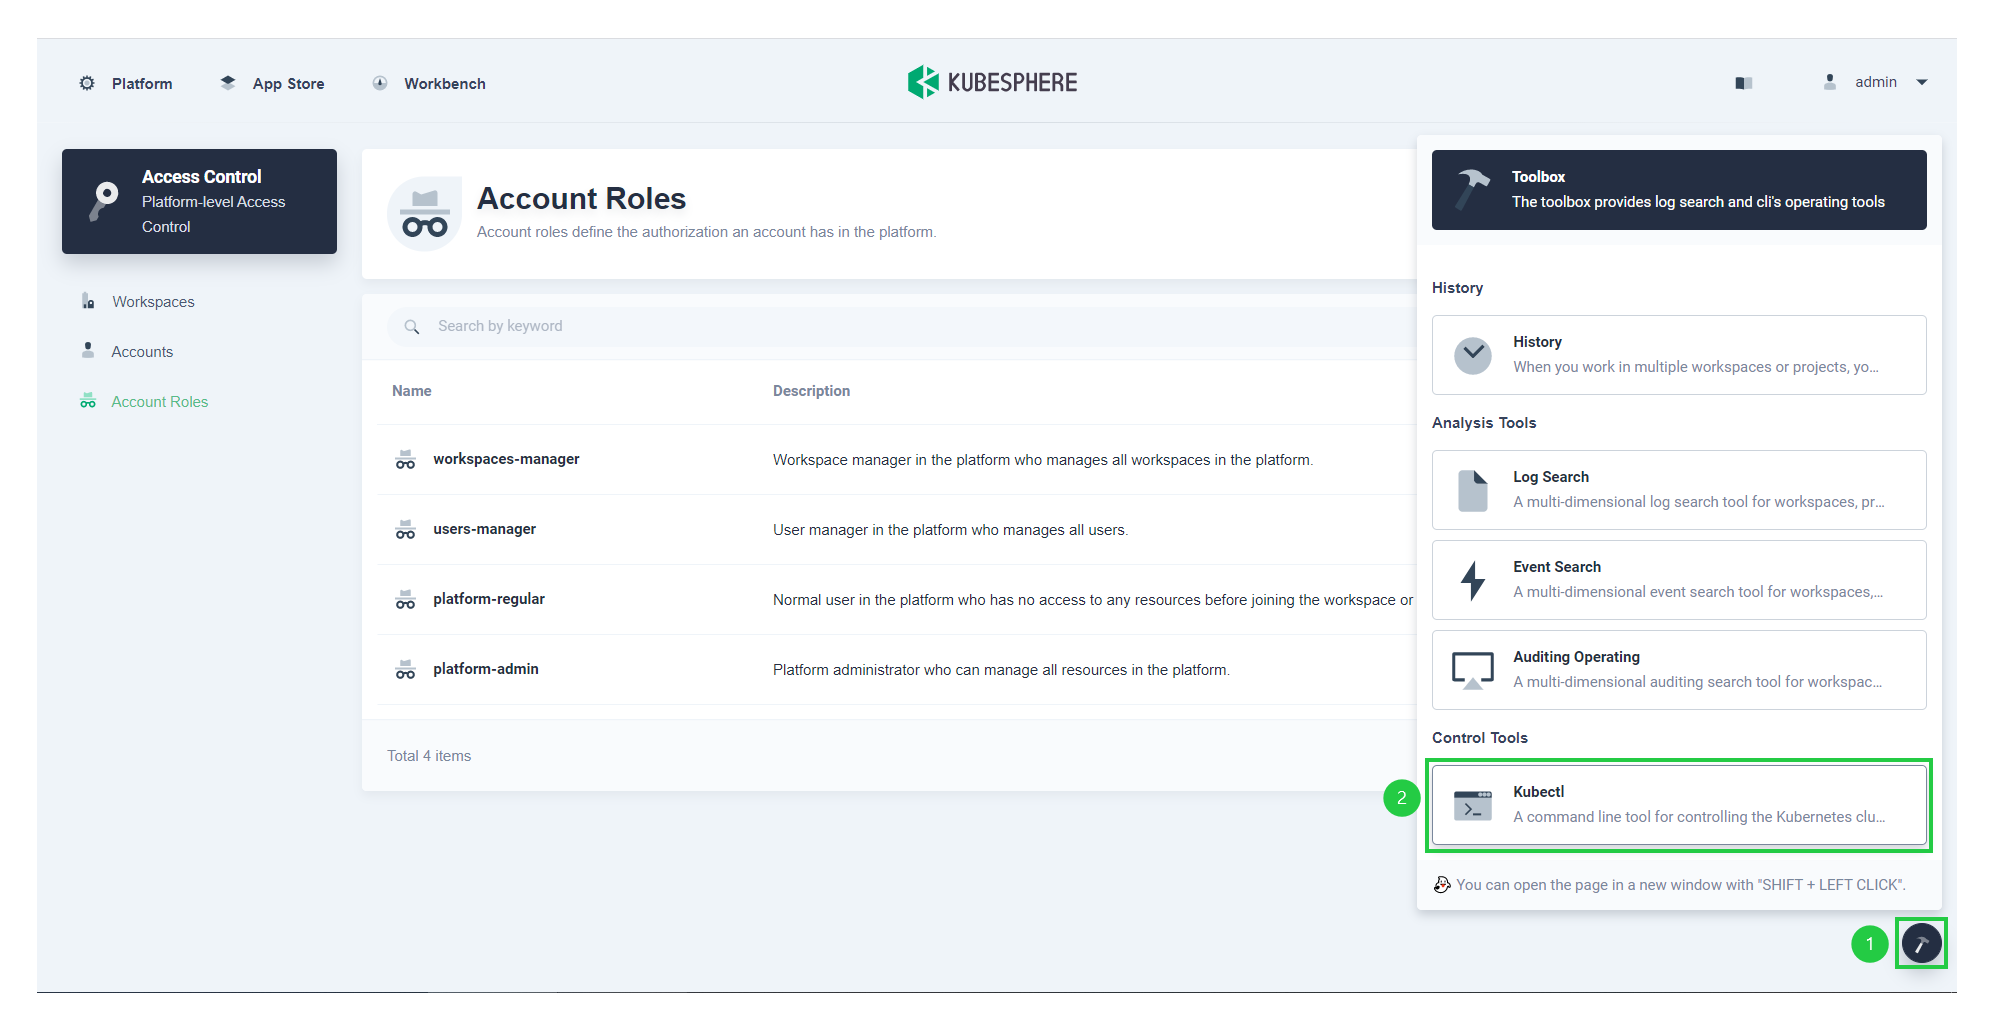 Platform
App Store
Workbench
KUBESPHERE
admin
Access Control
Platform-level Access
Control
Workspaces
Accounts
Account Roles
Account Roles
Account roles define the authorization an account has in the platform.
Search by keyword
Name Description
workspaces-manager Workspace manager in the platform who manages all workspaces in the platform.
users-manager User manager in the platform who manages all users.
platform-regular Normal user in the platform who has no access to any resources before joining the workspace or
platform-admin Platform administrator who can manage all resources in the platform.
Total 4 items
Toolbox
The toolbox provides log search and cli's operating tools
History
History
When you work in multiple workspaces or projects, yo...
Analysis Tools
Log Search
A multi-dimensional log search tool for workspaces, pr...
Event Search
A multi-dimensional event search tool for workspaces,...
Auditing Operating
A multi-dimensional auditing search tool for workspac...
Control Tools
2
Kubectl
A command line tool for controlling the Kubernetes clu...
You can open the page in a new window with "SHIFT + LEFT CLICK".
1